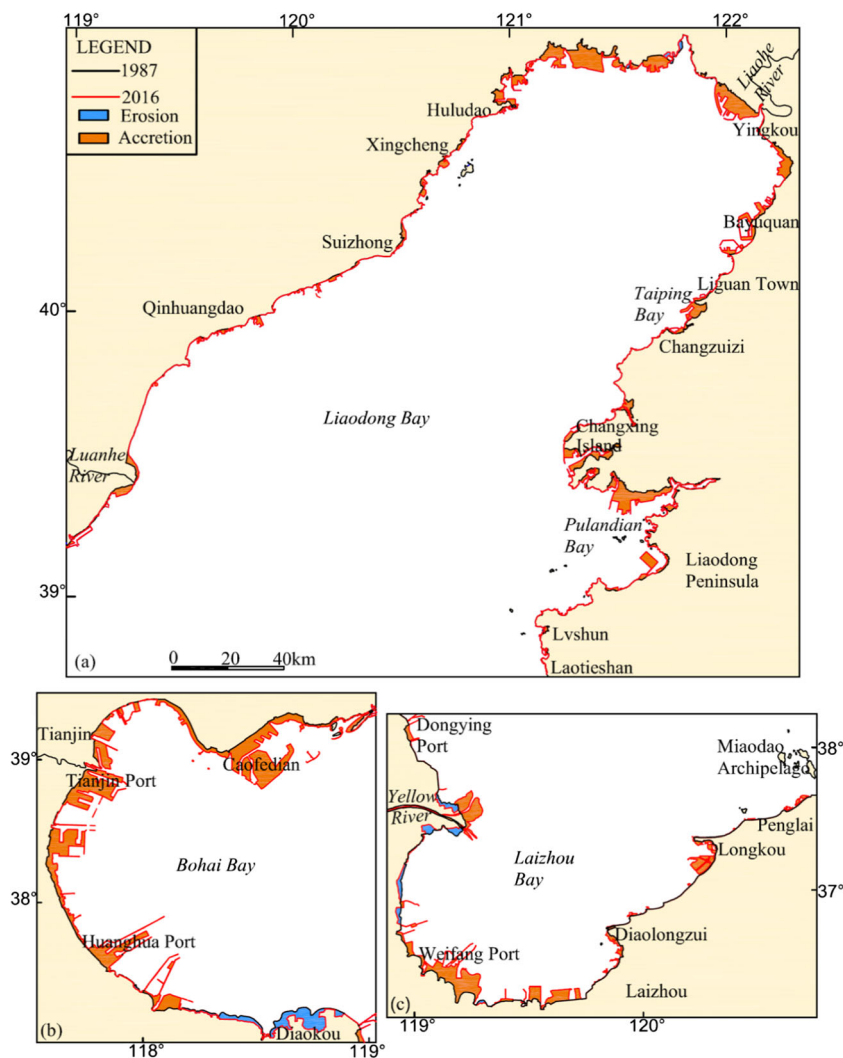 119°
120°
121°
122°
LEGEND
1987
2016
Erosion
Accretion
Liaohe
River
Huludao
Yingkou
Xingcheng
Bayuquan
Suizhong
Liguan Town
Taiping
Bay
Qinhuangdao
40°
Changzuizi
Liaodong Bay
Changxing
Island
Luanhe
River
Pulandian
Bay
Liaodong
Peninsula
39°
Lvshun
(a)
0 20 40km
Laotieshan
Tianjin
39°
Caofedian
Tianjin Port
Bohai Bay
38°
Huanghua Port
(b)
Diaokou
118°
119°
Dongying
Port
38°
Miaodao
Archipelago
Yellow
River
Penglai
Longkou
Laizhou
Bay
37°
Diaolongzui
Weifang Port
Laizhou
(c)
119°
120°